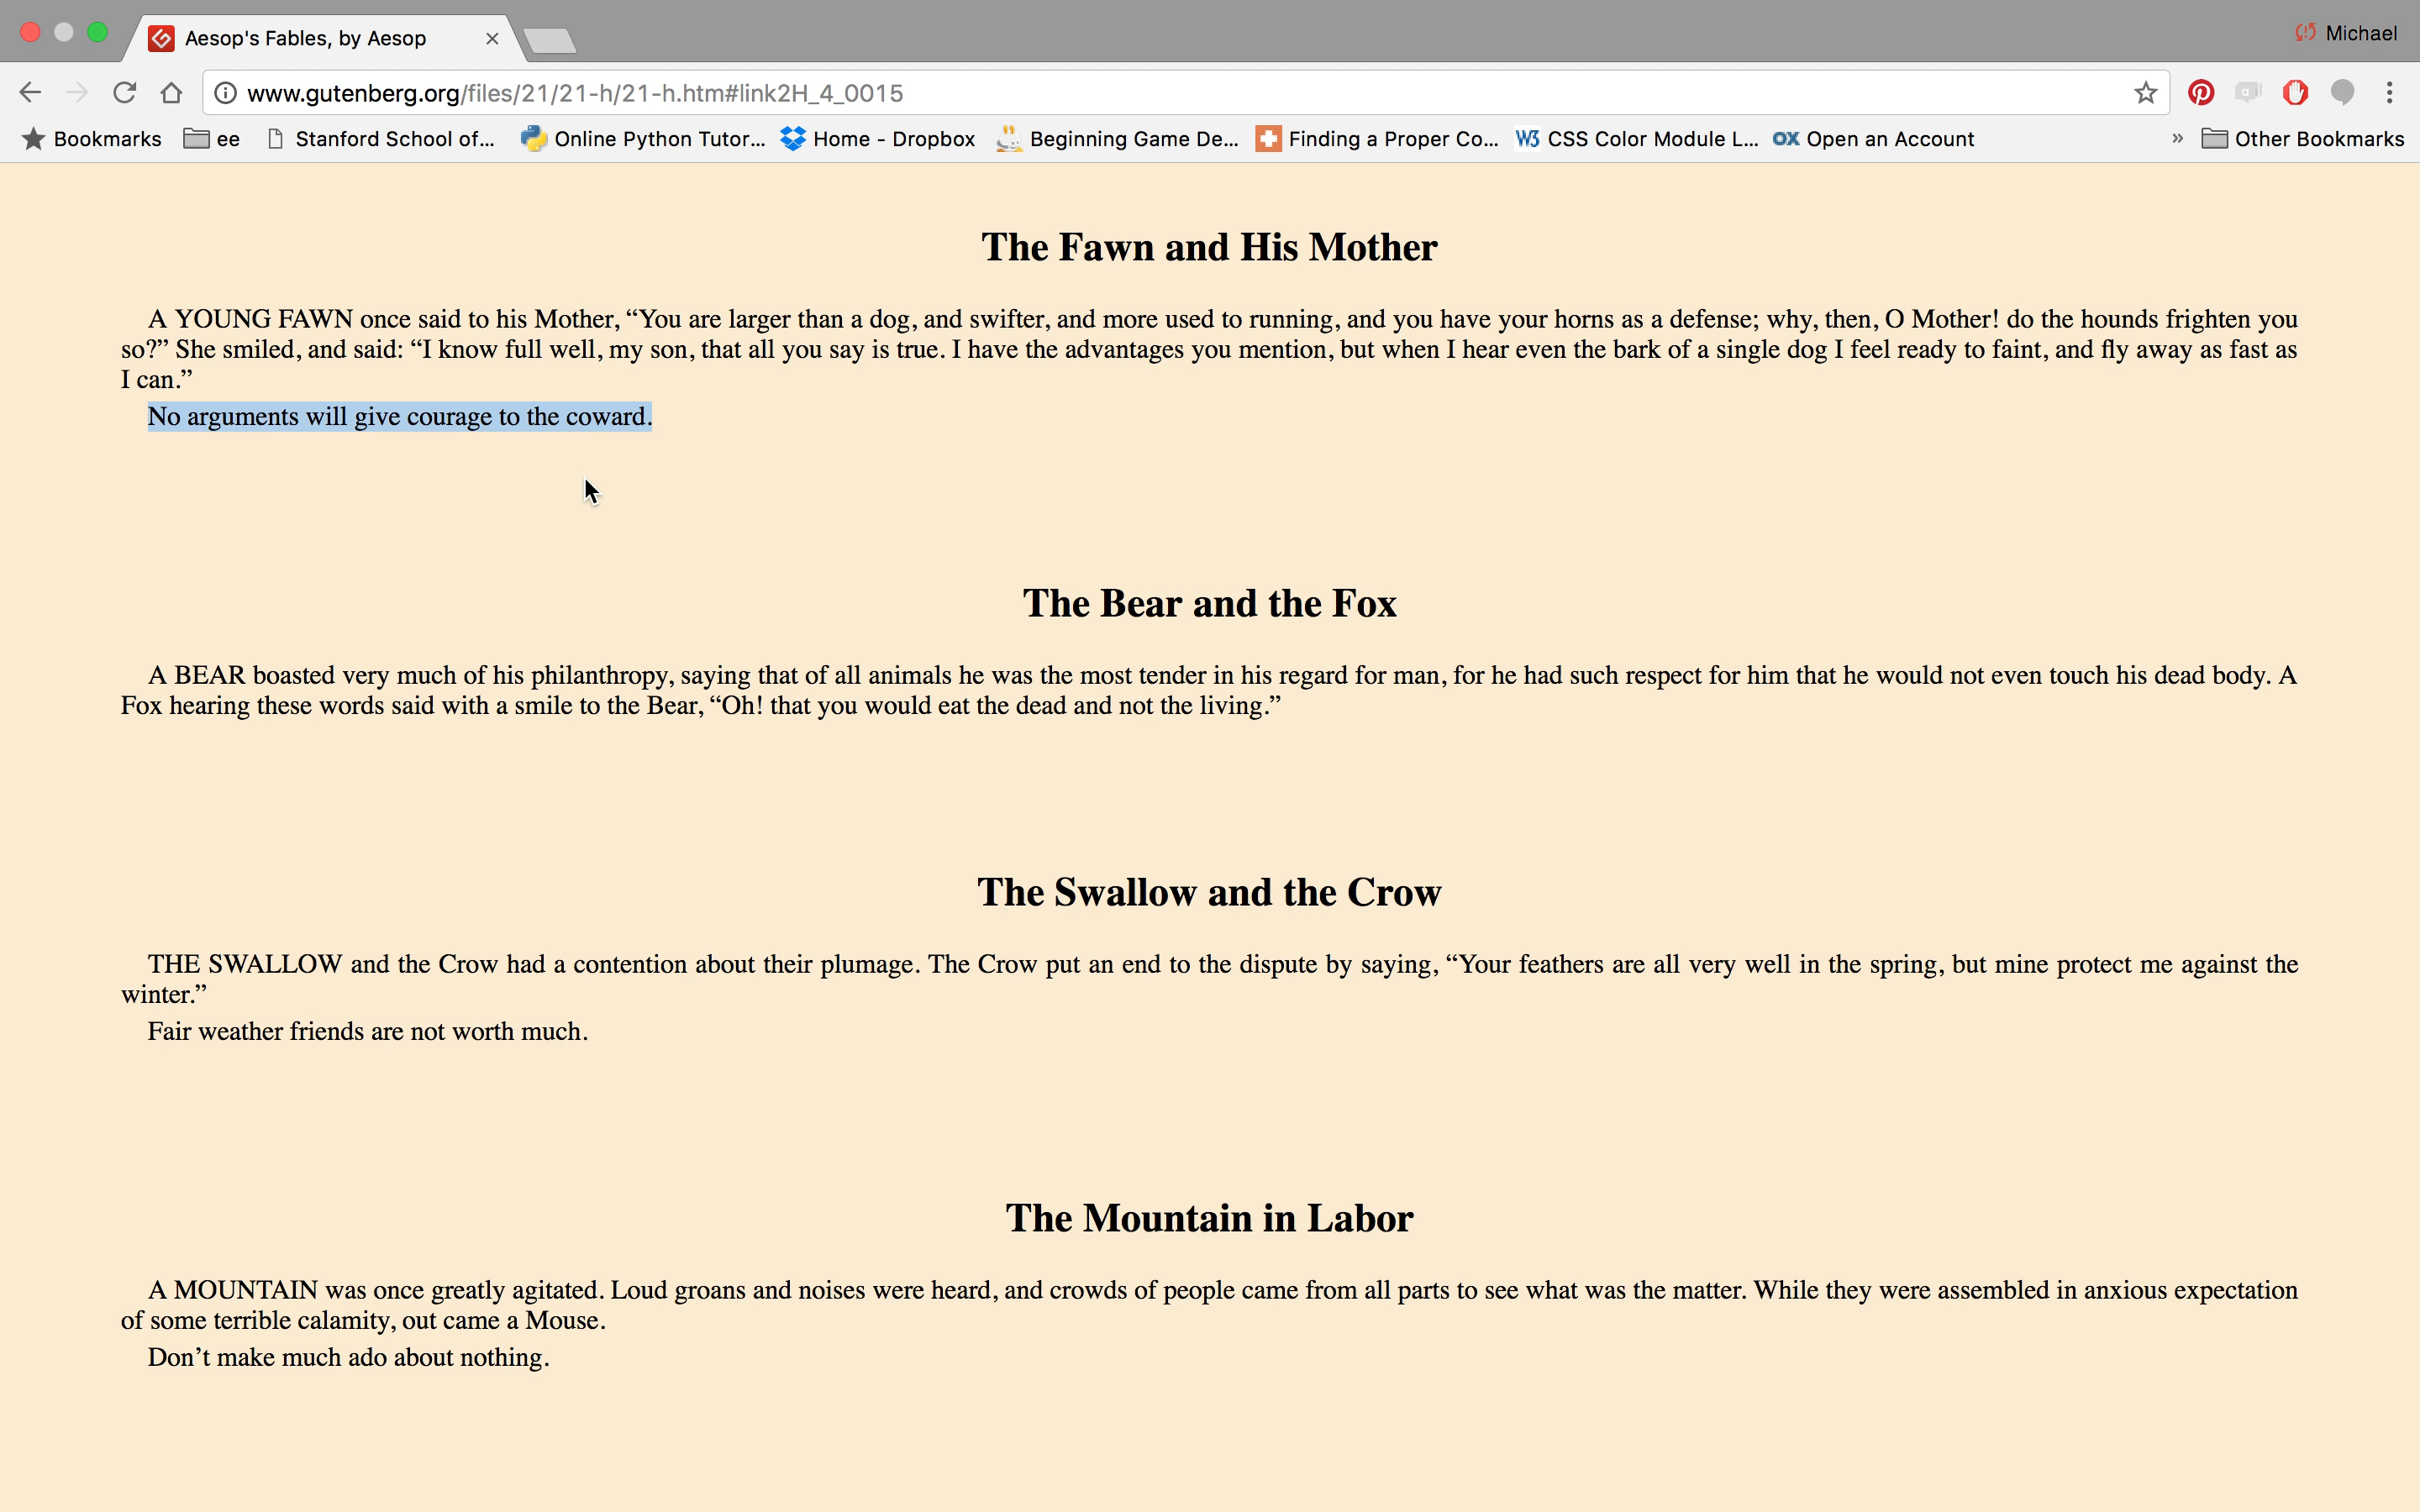 Aesop's Fables, by Aesop
Michael
www.gutenberg.org/files/21/21-h/21-h.htm#link2H_4_0015
Bookmarks ee Stanford School of... Online Python Tutor... Home - Dropbox Beginning Game De... Finding a Proper Co... W3 CSS Color Module L... OX Open an Account » Other Bookmarks
The Fawn and His Mother
A YOUNG FAWN once said to his Mother, “You are larger than a dog, and swifter, and more used to running, and you have your horns as a defense; why, then, O Mother! do the hounds frighten you
so?” She smiled, and said: “I know full well, my son, that all you say is true. I have the advantages you mention, but when I hear even the bark of a single dog I feel ready to faint, and fly away as fast as
I can.”
No arguments will give courage to the coward.
The Bear and the Fox
A BEAR boasted very much of his philanthropy, saying that of all animals he was the most tender in his regard for man, for he had such respect for him that he would not even touch his dead body. A
Fox hearing these words said with a smile to the Bear, “Oh! that you would eat the dead and not the living.”
The Swallow and the Crow
THE SWALLOW and the Crow had a contention about their plumage. The Crow put an end to the dispute by saying, “Your feathers are all very well in the spring, but mine protect me against the
winter.”
Fair weather friends are not worth much.
The Mountain in Labor
A MOUNTAIN was once greatly agitated. Loud groans and noises were heard, and crowds of people came from all parts to see what was the matter. While they were assembled in anxious expectation
of some terrible calamity, out came a Mouse.
Don’t make much ado about nothing.